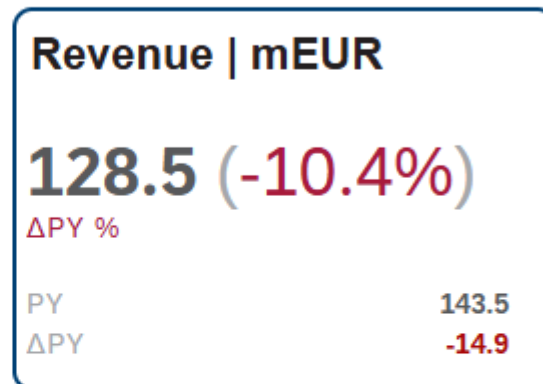 Revenue | mEUR
128.5 (-10.4%)
ΔPY %
PY 143.5
ΔPY -14.9